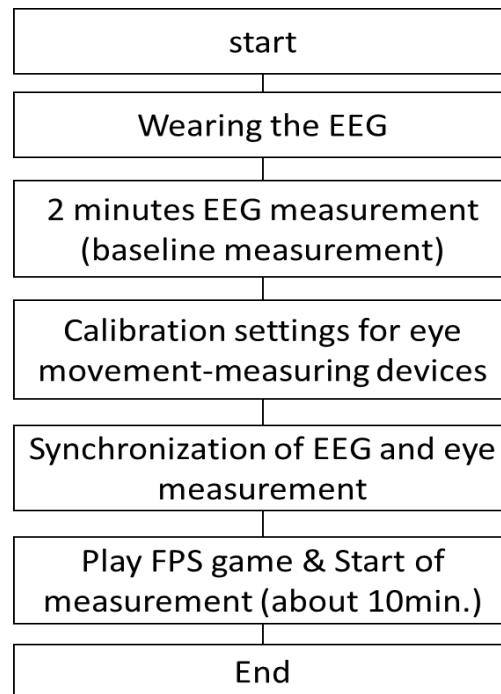 start
Wearing the EEG
2 minutes EEG measurement
(baseline measurement)
Calibration settings for eye
movement-measuring devices
Synchronization of EEG and eye
measurement
Play FPS game & Start of
measurement (about 10min.)
End